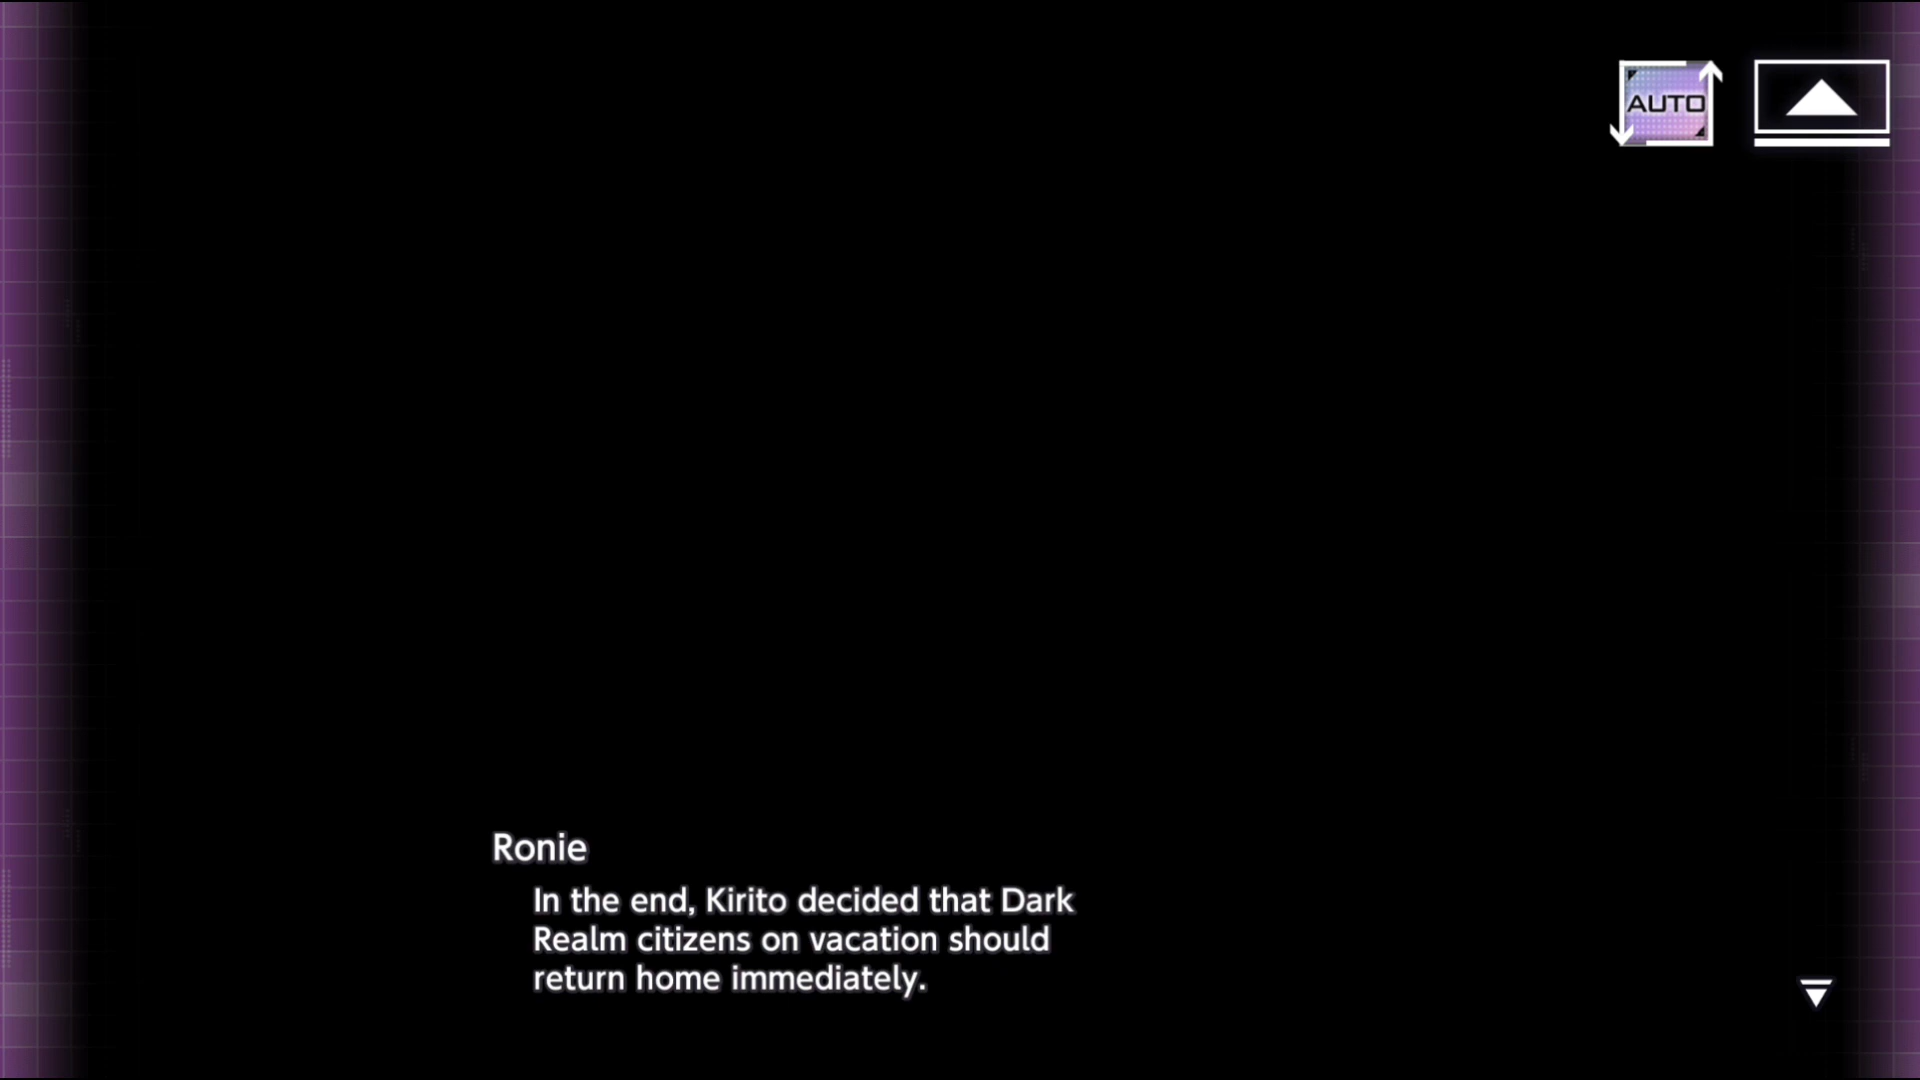 AUTO
Ronie
In the end, Kirito decided that Dark
Realm citizens on vacation should
return home immediately.